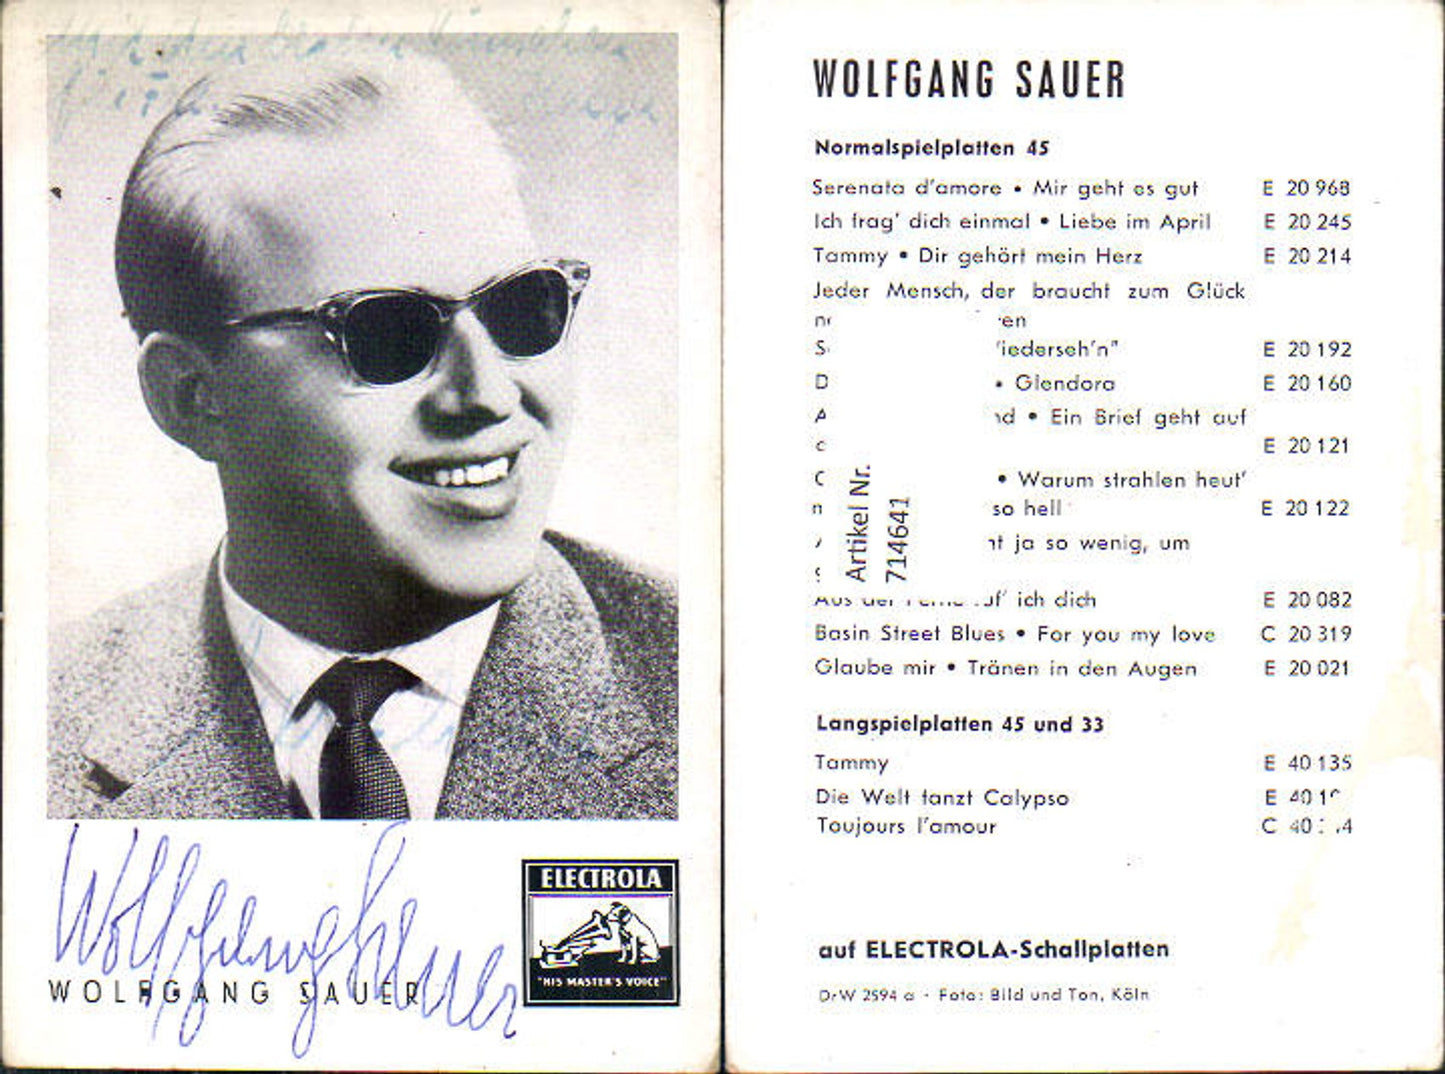 WOLFGANG SAUER
Wolfgang Sauer
ELECTROLA
"HIS MASTER'S VOICE"
WOLFGANG SAUER
Normalspielplatten 45
Serenata d'amore • Mir geht es gut E 20 968
Ich frag' dich einmal • Liebe im April E 20 245
Tammy • Dir gehört mein Herz E 20 214
Jeder Mensch, der braucht zum Glück
E 20 192
• Glendora E 20 160
• Ein Brief geht auf
E 20 121
• Warum strahlen heut'
so hell E 20 122
ja so wenig, um
Aus der ich dich E 20 082
Basin Street Blues • For you my love C 20 319
Glaube mir • Tränen in den Augen E 20 021
Artikel Nr.
714641
Langspielplatten 45 und 33
Tammy E 40 135
Die Welt tanzt Calypso E
Toujours l'amour C
auf ELECTROLA-Schallplatten
DrW 2594 a · Foto: Bild und Ton, Köln